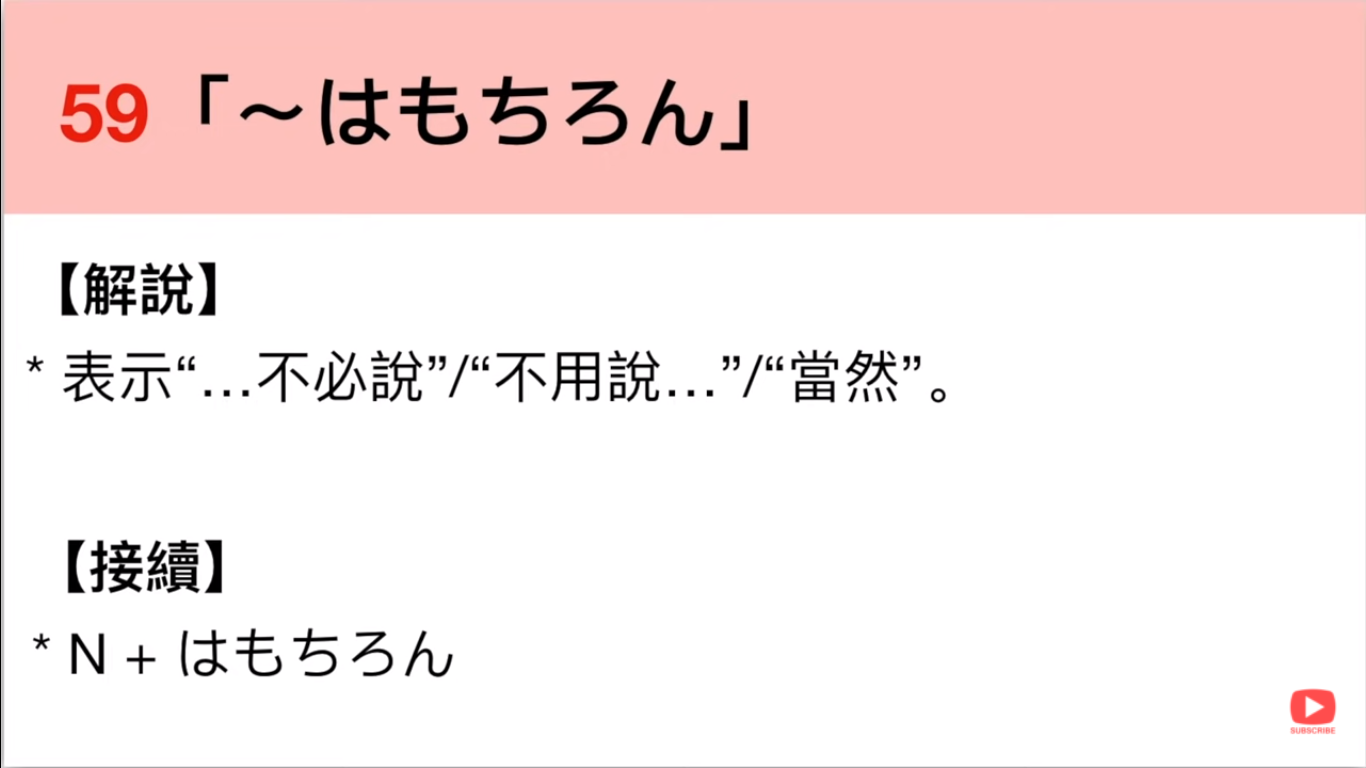 59「～はもちろん」
【解說】
* 表示“…不必說”/“不用說…”/“當然”。
【接續】
* N + はもちろん
SUBSCRIBE